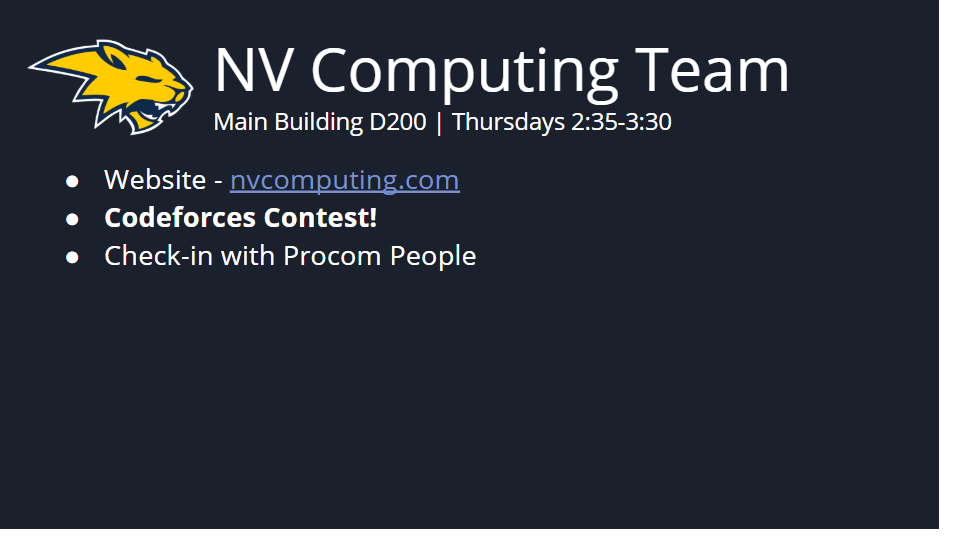 NV Computing Team
Main Building D200 | Thursdays 2:35-3:30
● Website - nvcomputing.com
● Codeforces Contest!
● Check-in with Procom People